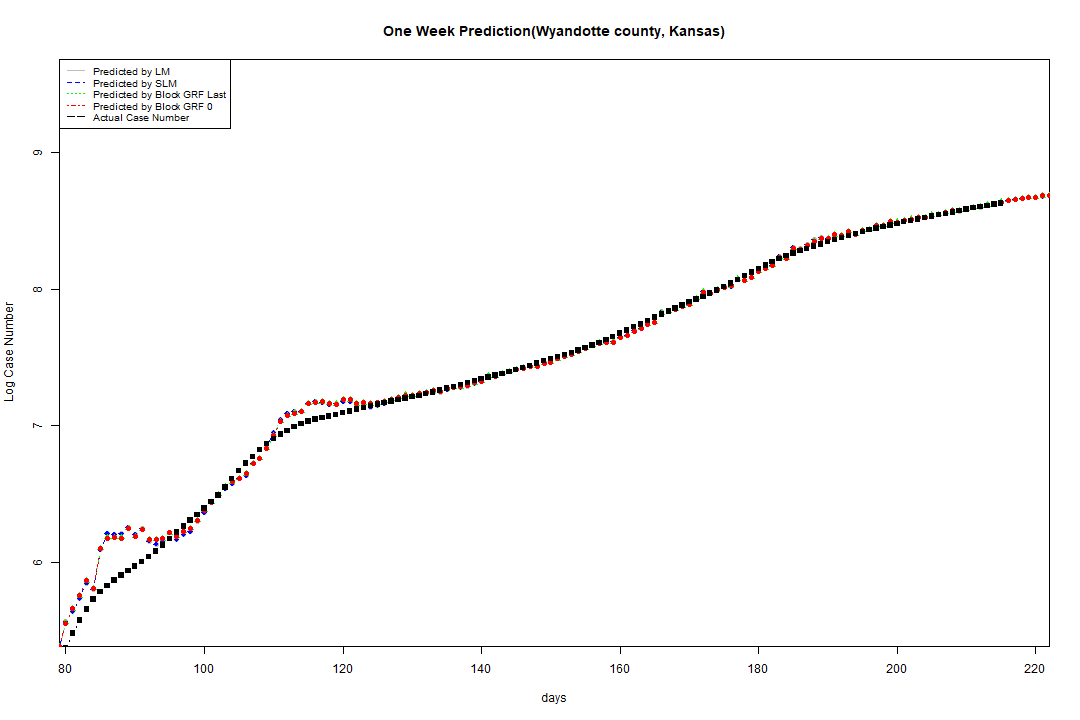 One Week Prediction(Wyandotte county, Kansas)
Predicted by LM
Predicted by SLM
Predicted by Block GRF Last
Predicted by Block GRF 0
Actual Case Number
9
8
7
6
Log Case Number
80 100 120 140 160 180 200 220
days